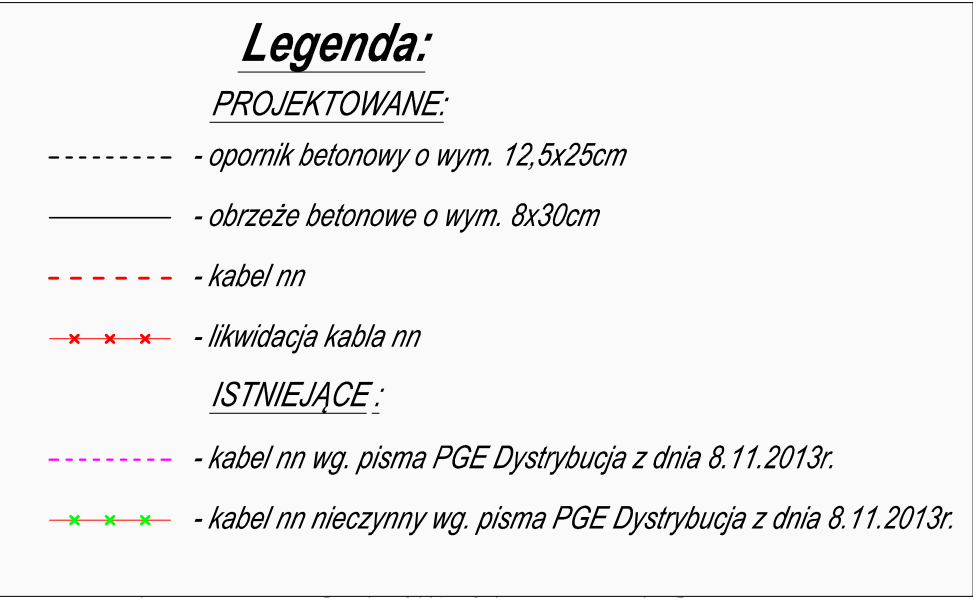 Legenda:
PROJEKTOWANE:
- opornik betonowy o wym. 12,5x25cm
- obrzeże betonowe o wym. 8x30cm
- kabel nn
- likwidacja kabla nn
ISTNIEJĄCE :
- kabel nn wg. pisma PGE Dystrybucja z dnia 8.11.2013r.
- kabel nn nieczynny wg. pisma PGE Dystrybucja z dnia 8.11.2013r.